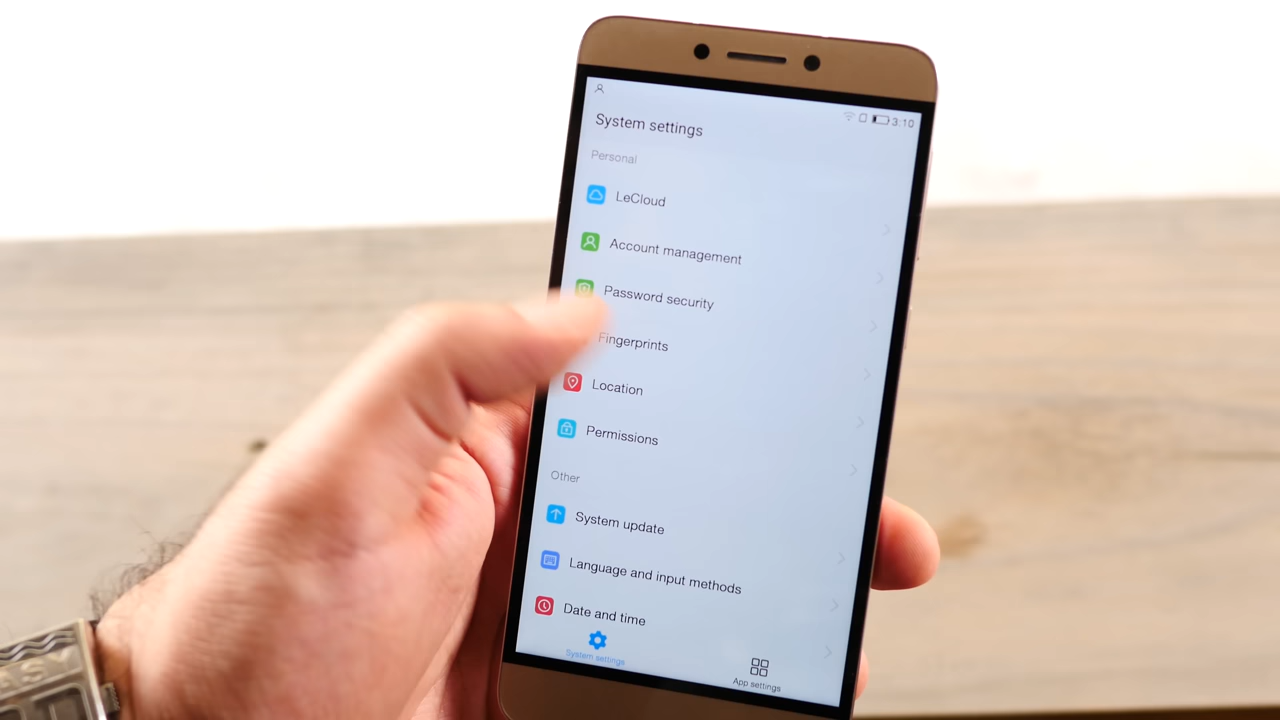 3:10
System settings
Personal
LeCloud
Account management
Password security
Fingerprints
Location
Permissions
Other
System update
Language and input methods
Date and time
System settings
App settings